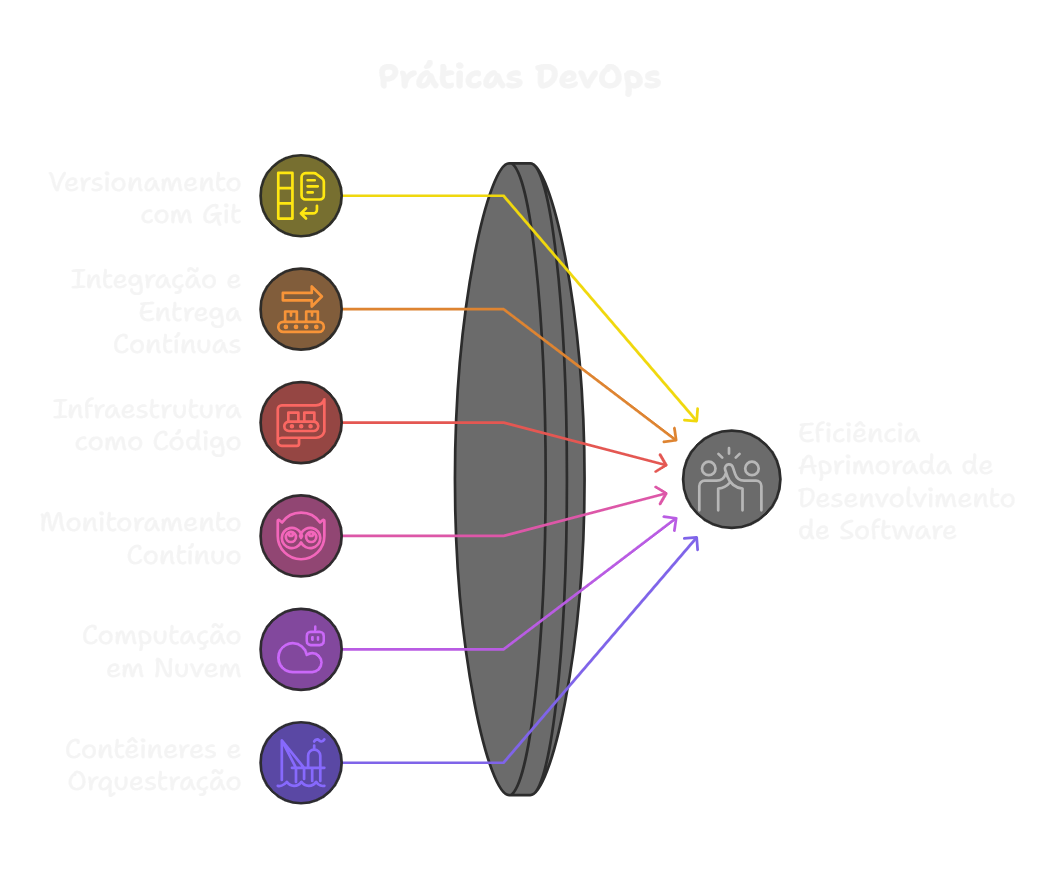 Práticas DevOps
Versionamento
com Git
Integração e
Entrega
Contínuas
Infraestrutura
como Código
Monitoramento
Contínuo
Computação
em Nuvem
Contêineres e
Orquestração
Eficiência
Aprimorada de
Desenvolvimento
de Software